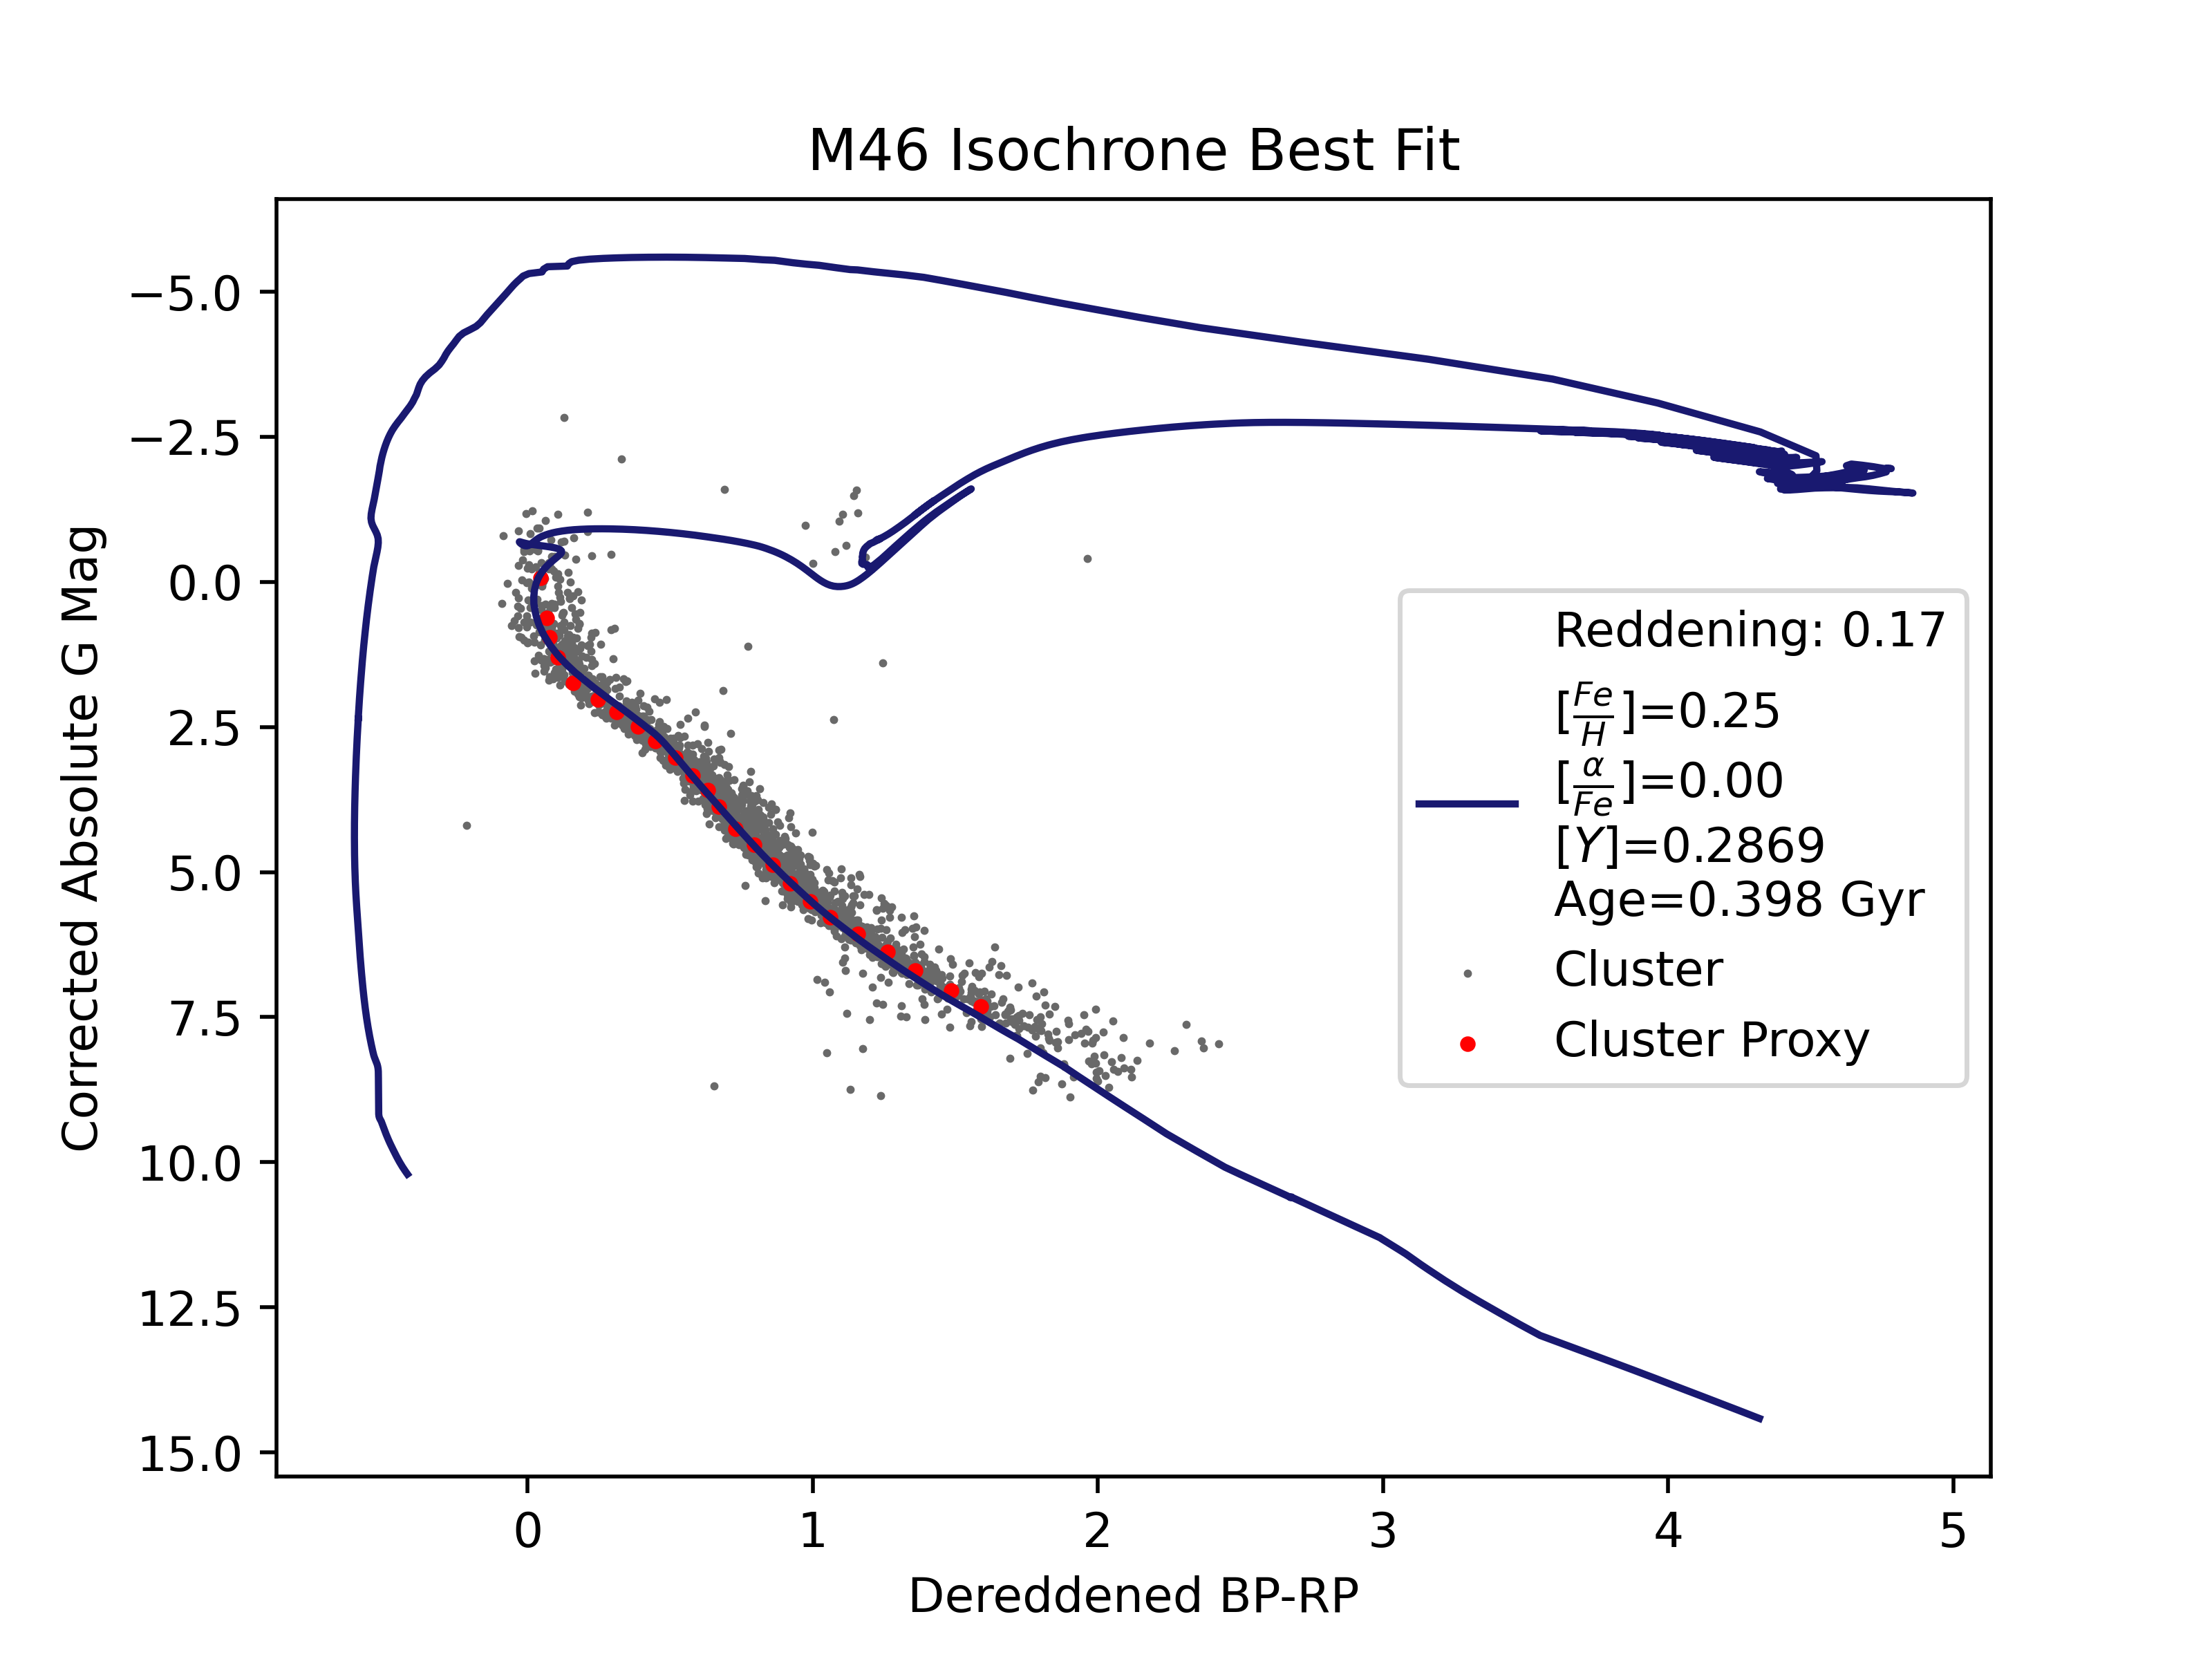 M46 Isochrone Best Fit
Corrected Absolute G Mag
−5.0
−2.5
0.0
2.5
5.0
7.5
10.0
12.5
15.0
Reddening: 0.17
[Fe/H]=0.25
[α/Fe]=0.00
[Y]=0.2869
Age=0.398 Gyr
Cluster
Cluster Proxy
0 1 2 3 4 5
Dereddened BP-RP